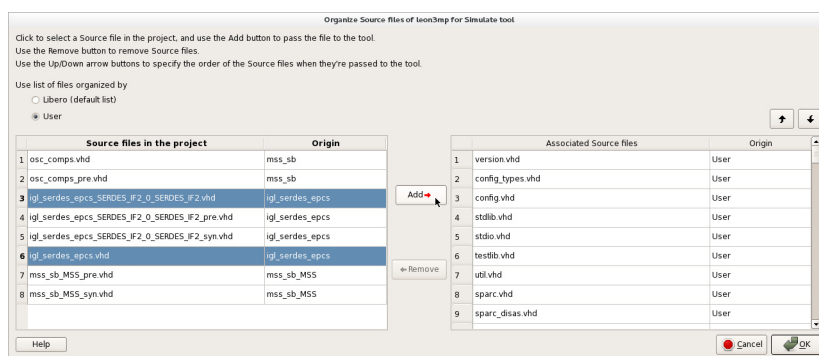 Organize Source files of leon3mp for Simulate tool
Click to select a Source file in the project, and use the Add button to pass the file to the tool.
Use the Remove button to remove Source files.
Use the Up/Down arrow buttons to specify the order of the Source files when they're passed to the tool.
Use list of files organized by
Libero (default list)
User
Source files in the project Origin
1 osc_comps.vhd mss_sb
2 osc_comps_pre.vhd mss_sb
3 igl_serdes_epcs_SERDES_IF2_0_SERDES_IF2.vhd igl_serdes_epcs
4 igl_serdes_epcs_SERDES_IF2_0_SERDES_IF2_pre.vhd igl_serdes_epcs
5 igl_serdes_epcs_SERDES_IF2_0_SERDES_IF2_syn.vhd igl_serdes_epcs
6 igl_serdes_epcs.vhd igl_serdes_epcs
7 mss_sb_MSS_pre.vhd mss_sb_MSS
8 mss_sb_MSS_syn.vhd mss_sb_MSS
Add
Remove
Associated Source files Origin
1 version.vhd User
2 config_types.vhd User
3 config.vhd User
4 stdlib.vhd User
5 stdio.vhd User
6 testlib.vhd User
7 util.vhd User
8 sparc.vhd User
9 sparc_disas.vhd User
Help
Cancel
OK